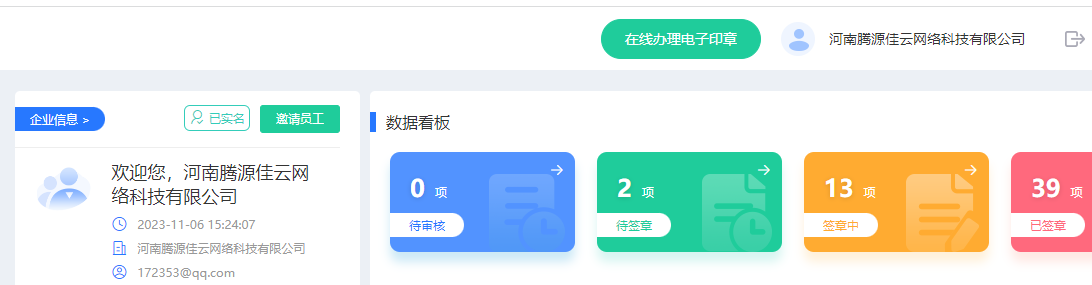 在线办理电子印章
河南腾源佳云网络科技有限公司
企业信息 >
已实名
邀请员工
欢迎您，河南腾源佳云网
络科技有限公司
2023-11-06 15:24:07
河南腾源佳云网络科技有限公司
172353@qq.com
数据看板
0 项
待审核
2 项
待签章
13 项
签章中
39 项
已签章